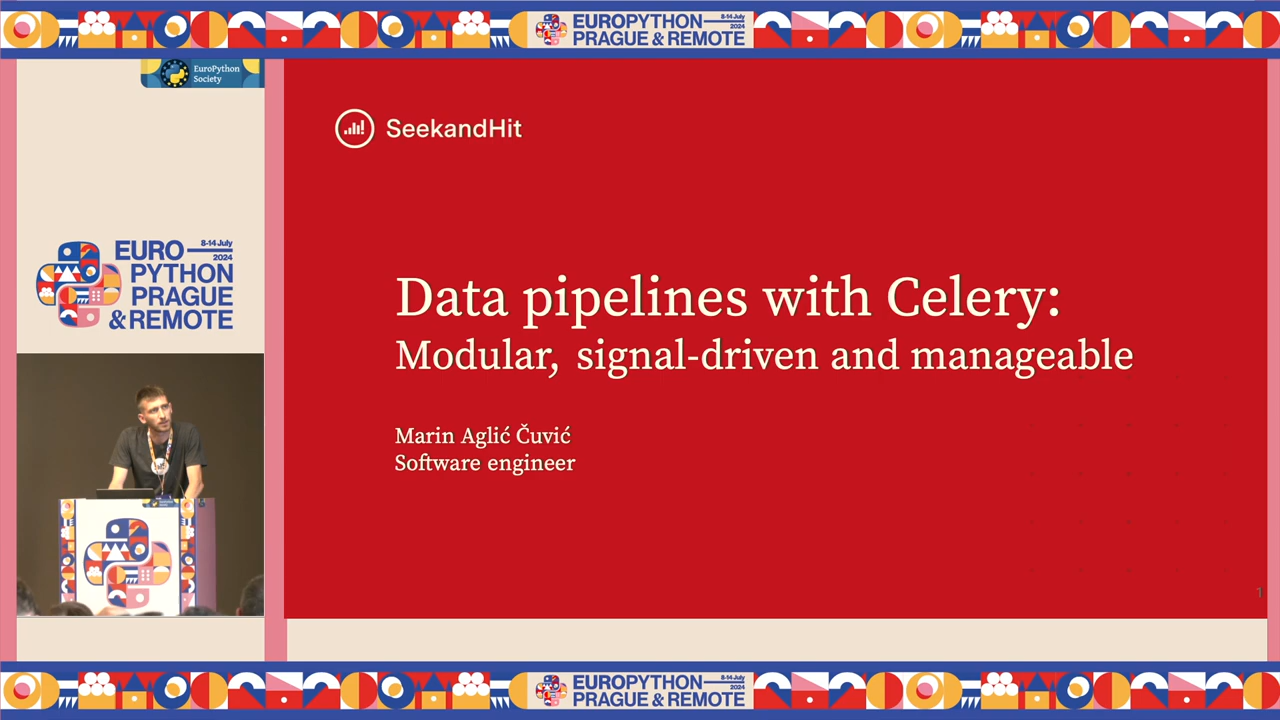 EUROPYTHON
8-14 July
2024
PRAGUE & REMOTE
EuroPython
Society
SeekandHit
EURO
8-14 July
2024
PYTHON
PRAGUE
& REMOTE
Data pipelines with Celery:
Modular, signal-driven and manageable
Marin Aglić Čuvić
Software engineer
1
EUROPYTHON
8-14 July
2024
PRAGUE & REMOTE